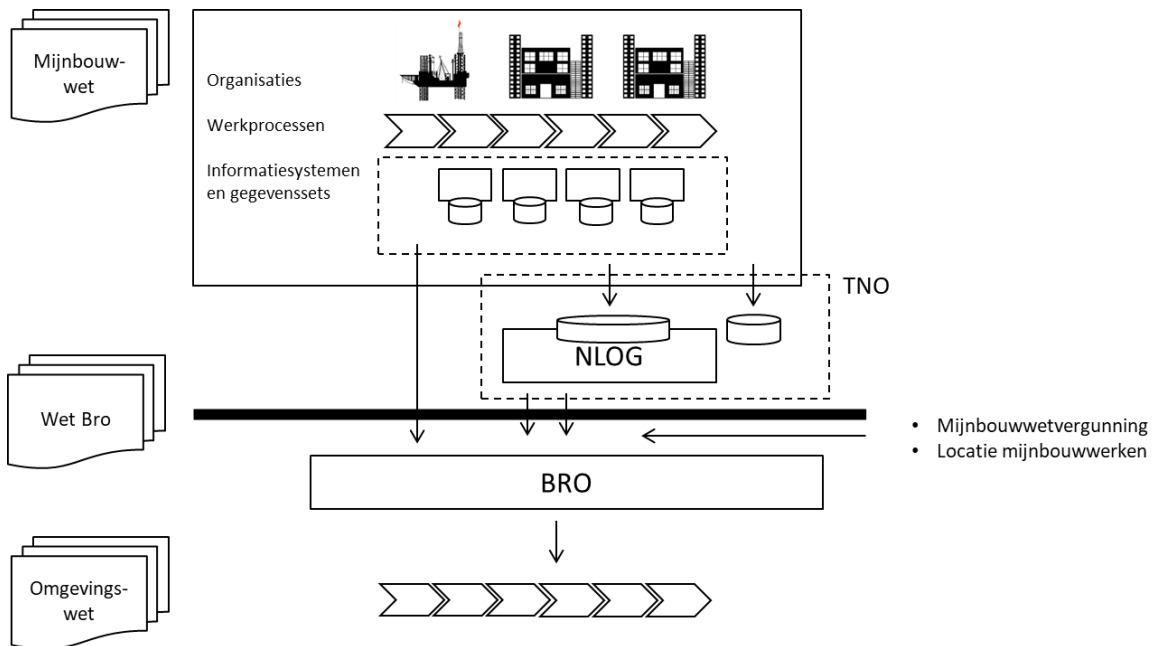 Mijnbouw-
wet
Organisaties
Werkprocessen
Informatiesystemen
en gegevenssets
TNO
NLOG
Wet Bro
• Mijnbouwwetvergunning
• Locatie mijnbouwwerken
BRO
Omgevings-
wet